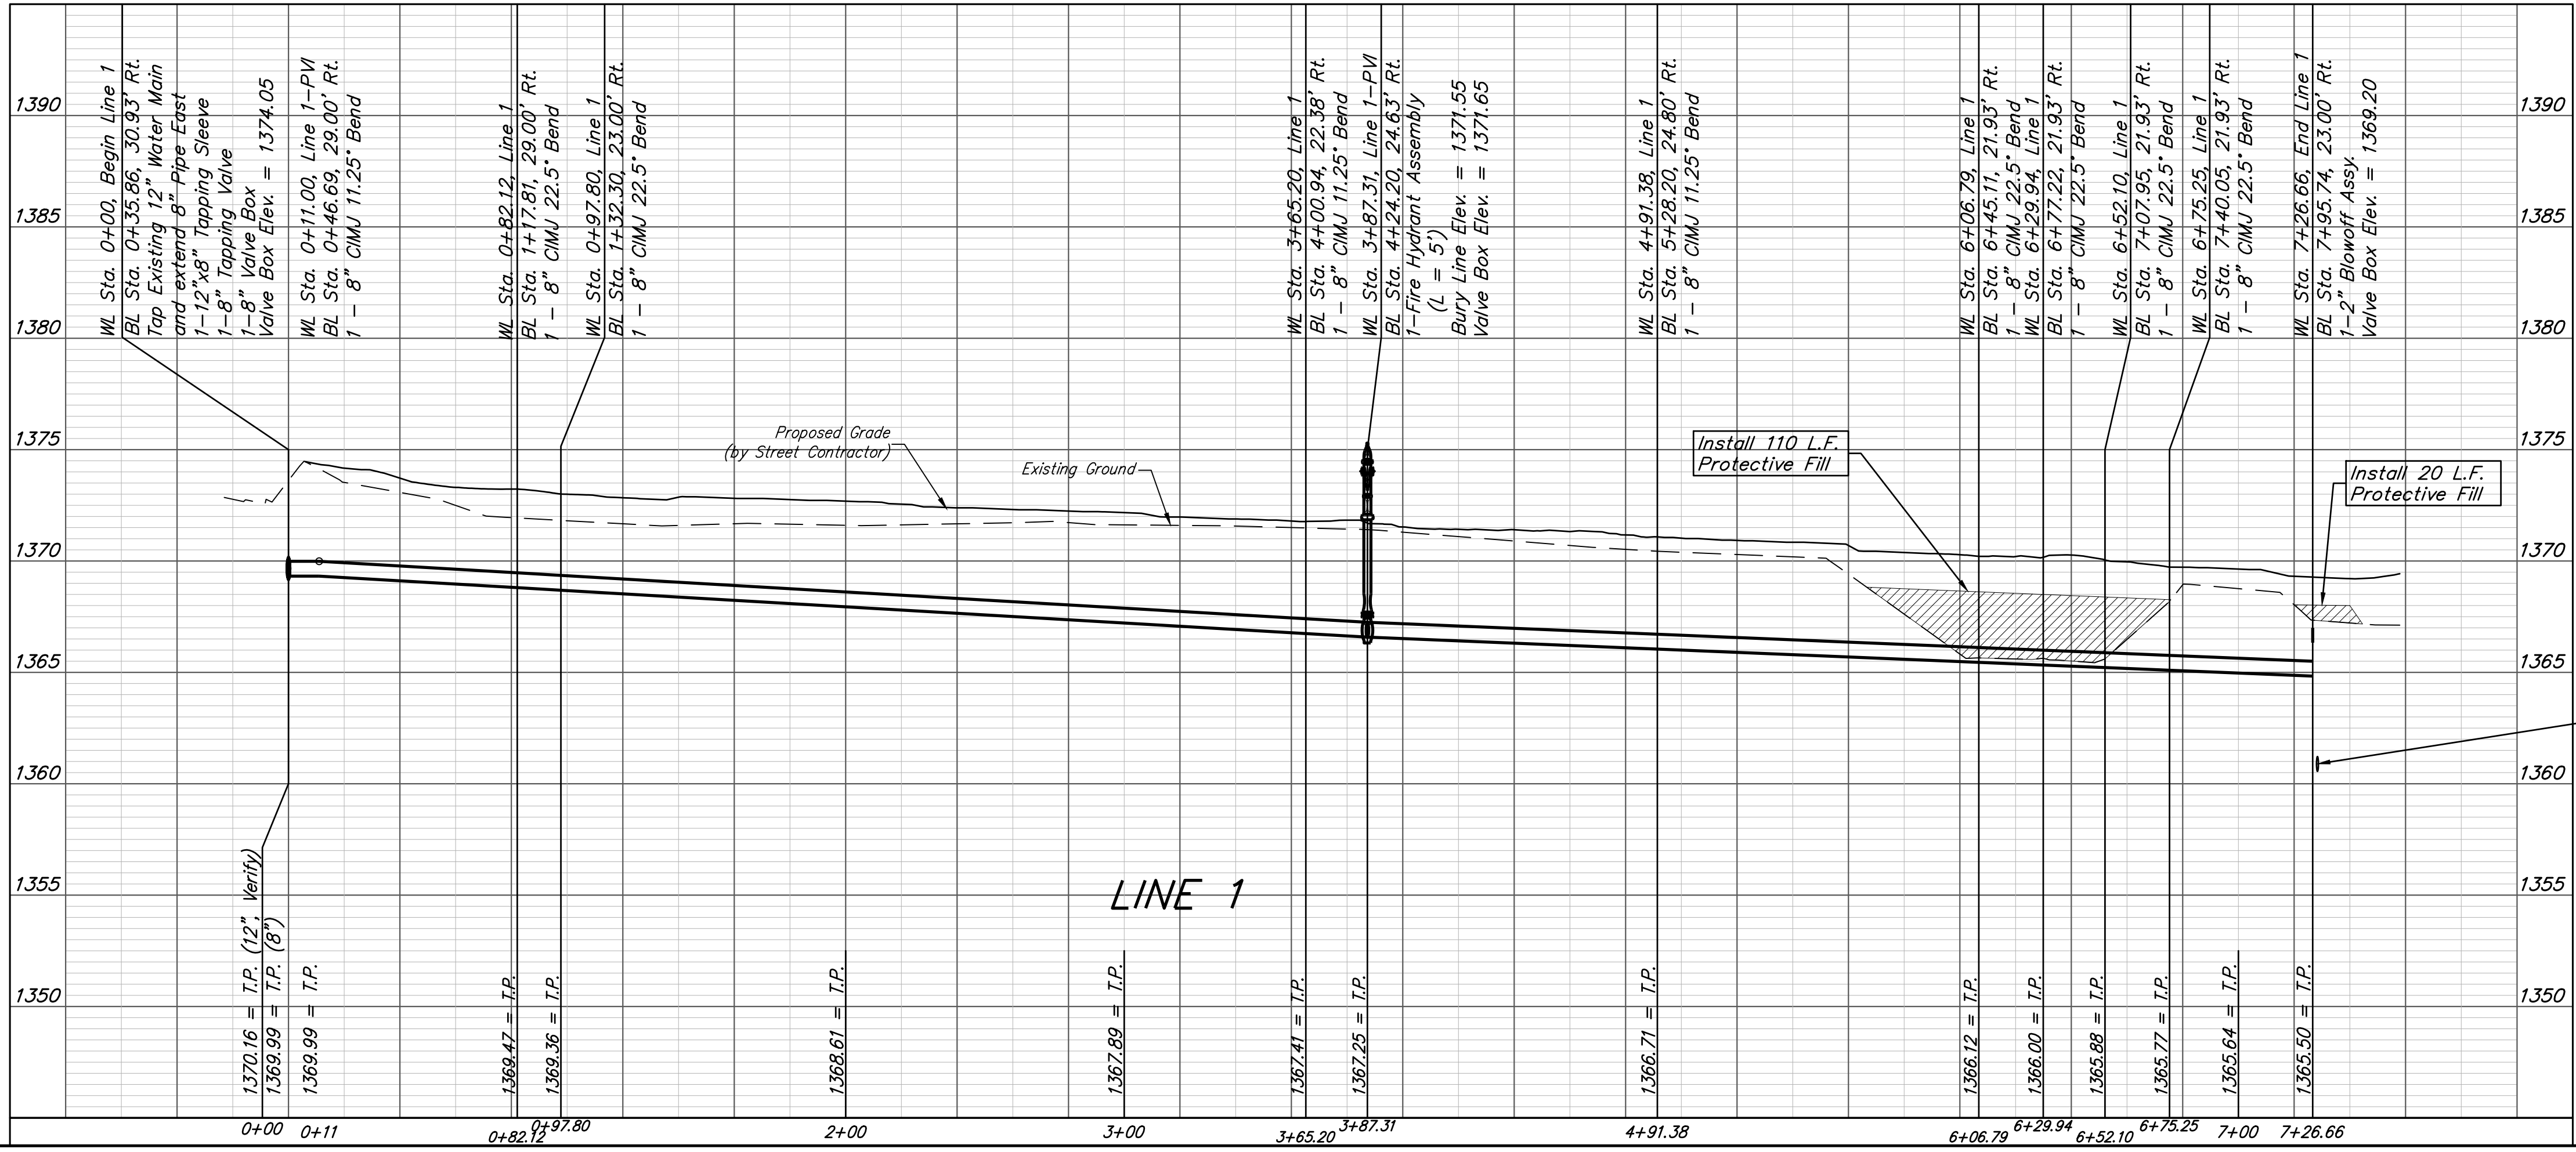 1390
1385
1380
1375
1370
1365
1360
1355
1350
WL Sta. 0+00, Begin Line 1
BL Sta. 0+35.86, 30.93' Rt.
Tap Existing 12" Water Main
and extend 8" Pipe East
1-12"x8" Tapping Sleeve
1-8" Tapping Valve
1-8" Valve Box
Valve Box Elev. = 1374.05
WL Sta. 0+11.00, Line 1-PVI
BL Sta. 0+46.69, 29.00' Rt.
1 - 8" CIMJ 11.25° Bend
WL Sta. 0+82.12, Line 1
BL Sta. 1+17.81, 29.00' Rt.
1 - 8" CIMJ 22.5° Bend
WL Sta. 0+97.80, Line 1
BL Sta. 1+32.30, 23.00' Rt.
1 - 8" CIMJ 22.5° Bend
WL Sta. 3+65.20, Line 1
BL Sta. 4+00.94, 22.38' Rt.
1 - 8" CIMJ 11.25° Bend
WL Sta. 3+87.31, Line 1-PVI
BL Sta. 4+24.20, 24.63' Rt.
1-Fire Hydrant Assembly
(L = 5')
Bury Line Elev. = 1371.55
Valve Box Elev. = 1371.65
WL Sta. 4+91.38, Line 1
BL Sta. 5+28.20, 24.80' Rt.
1 - 8" CIMJ 11.25° Bend
WL Sta. 6+06.79, Line 1
BL Sta. 6+45.11, 21.93' Rt.
1 - 8" CIMJ 22.5° Bend
WL Sta. 6+29.94, Line 1
BL Sta. 6+77.22, 21.93' Rt.
1 - 8" CIMJ 22.5° Bend
WL Sta. 6+52.10, Line 1
BL Sta. 7+07.95, 21.93' Rt.
1 - 8" CIMJ 22.5° Bend
WL Sta. 6+75.25, Line 1
BL Sta. 7+40.05, 21.93' Rt.
1 - 8" CIMJ 22.5° Bend
WL Sta. 7+26.66, End Line 1
BL Sta. 7+95.74, 23.00' Rt.
1-2" Blowoff Assy.
Valve Box Elev. = 1369.20
1390
1385
1380
1375
1370
1365
1360
1355
1350
Proposed Grade
(by Street Contractor)
Existing Ground
Install 110 L.F.
Protective Fill
Install 20 L.F.
Protective Fill
LINE 1
1370.16 = T.P. (12", Verify)
1369.99 = T.P. (8")
1369.99 = T.P.
1369.47 = T.P.
1369.36 = T.P.
1368.61 = T.P.
1367.89 = T.P.
1367.41 = T.P.
1367.25 = T.P.
1366.71 = T.P.
1366.12 = T.P.
1366.00 = T.P.
1365.88 = T.P.
1365.77 = T.P.
1365.64 = T.P.
1365.50 = T.P.
0+00
0+11
0+82.12
0+97.80
2+00
3+00
3+65.20
3+87.31
4+91.38
6+06.79
6+29.94
6+52.10
6+75.25
7+00
7+26.66